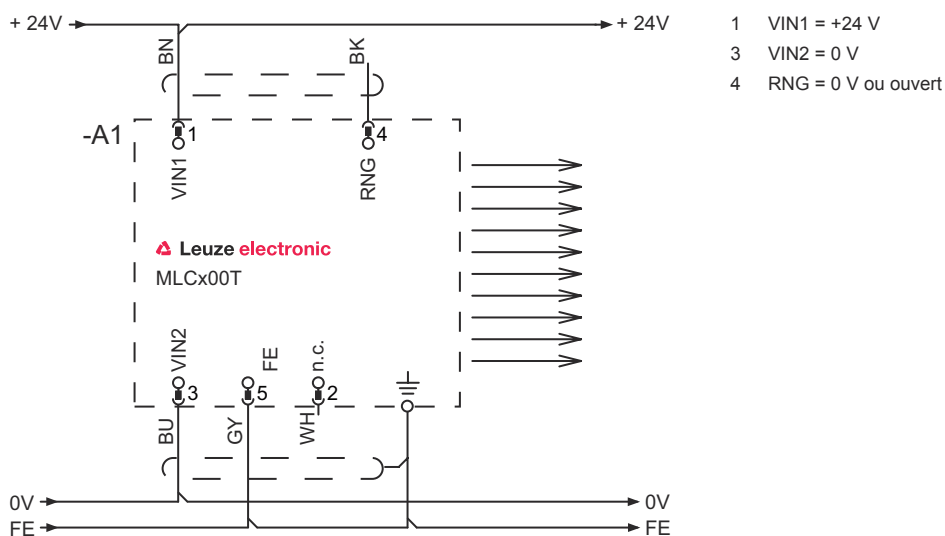 + 24V
+ 24V
BN
BK
1 VIN1 = +24 V
3 VIN2 = 0 V
4 RNG = 0 V ou ouvert
-A1
1
4
VIN1
RNG
Leuze electronic
MLCx00T
VIN2
FE
n.c.
3
5
2
BU
GY
WH
0V
0V
FE
FE